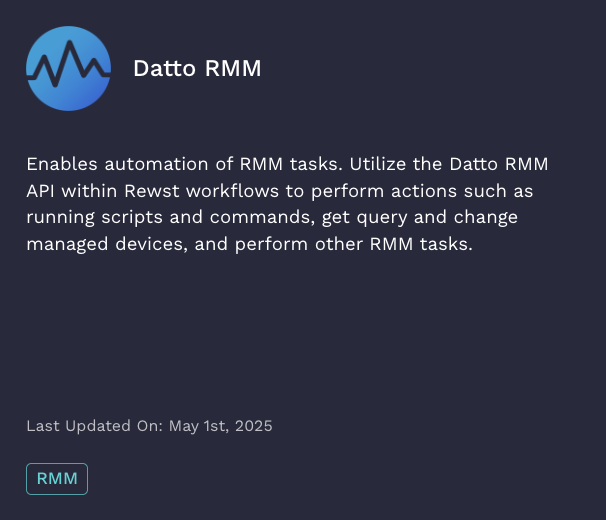 Datto RMM
Enables automation of RMM tasks. Utilize the Datto RMM
API within Rewst workflows to perform actions such as
running scripts and commands, get query and change
managed devices, and perform other RMM tasks.
Last Updated On: May 1st, 2025
RMM